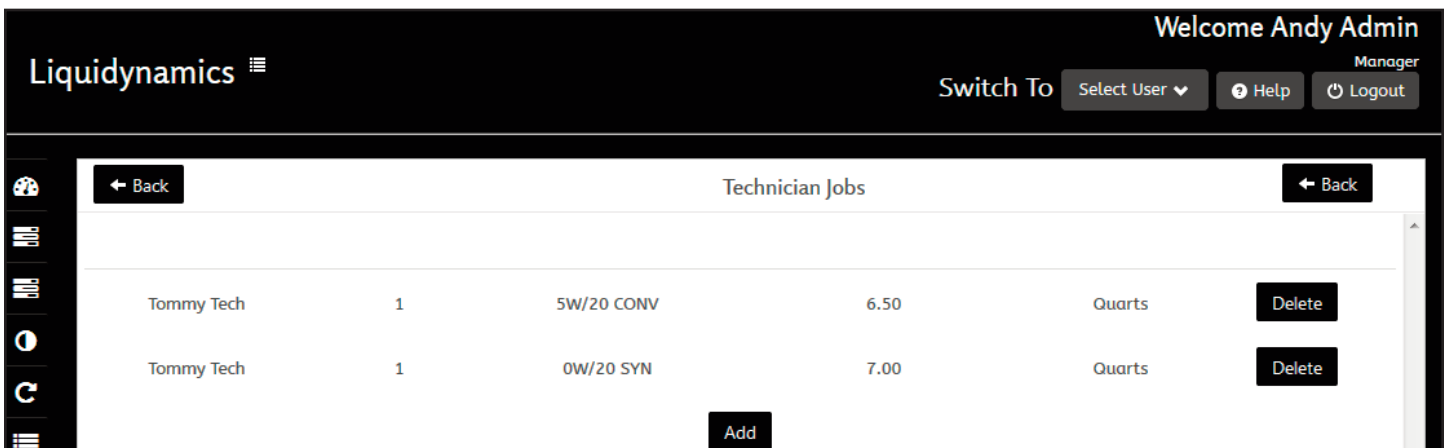 Welcome Andy Admin
Liquidynamics
Manager
Switch To Select User Help Logout
Back Technician Jobs Back
Tommy Tech 1 5W/20 CONV 6.50 Quarts Delete
Tommy Tech 1 0W/20 SYN 7.00 Quarts Delete
Add